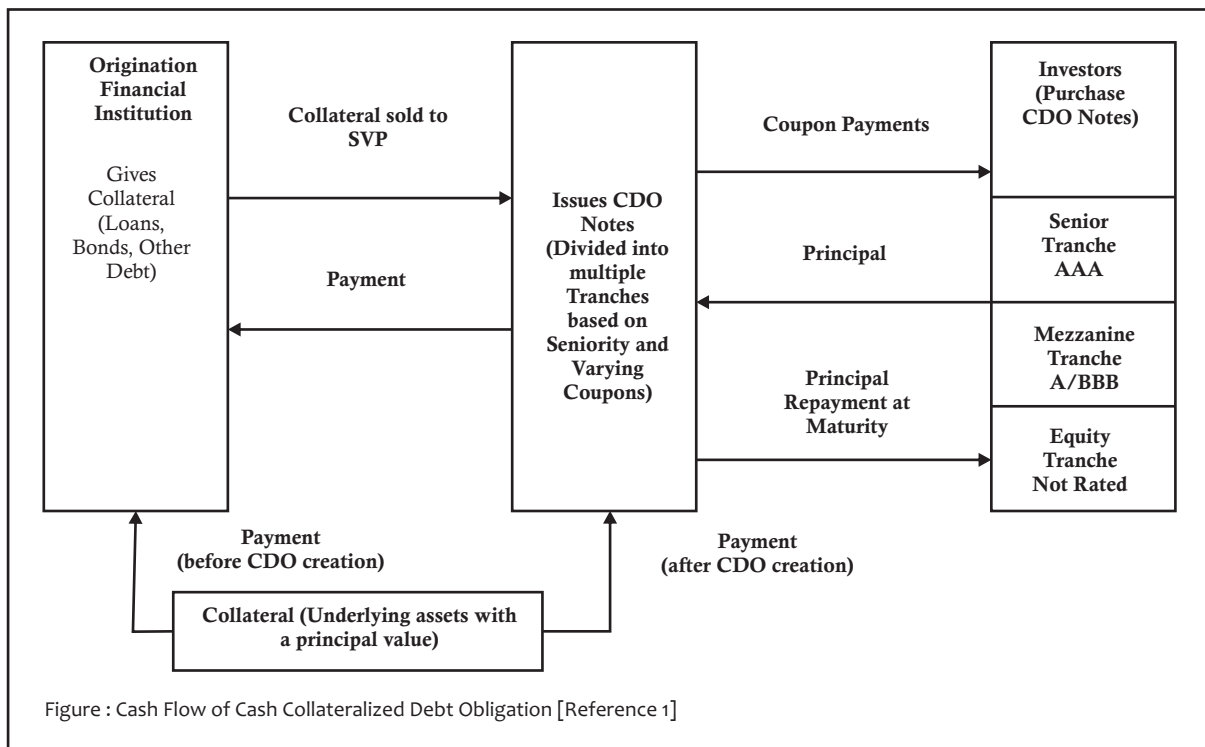 Origination
Financial
Institution
Gives
Collateral
(Loans,
Bonds, Other
Debt)
Collateral sold to
SVP
Payment
Issues CDO
Notes
(Divided into
multiple
Tranches
based on
Seniority and
Varying
Coupons)
Coupon Payments
Principal
Principal
Repayment at
Maturity
Investors
(Purchase
CDO Notes)
Senior
Tranche
AAA
Mezzanine
Tranche
A/BBB
Equity
Tranche
Not Rated
Payment
(before CDO creation)
Payment
(after CDO creation)
Collateral (Underlying assets with
a principal value)
Figure : Cash Flow of Cash Collateralized Debt Obligation [Reference 1]